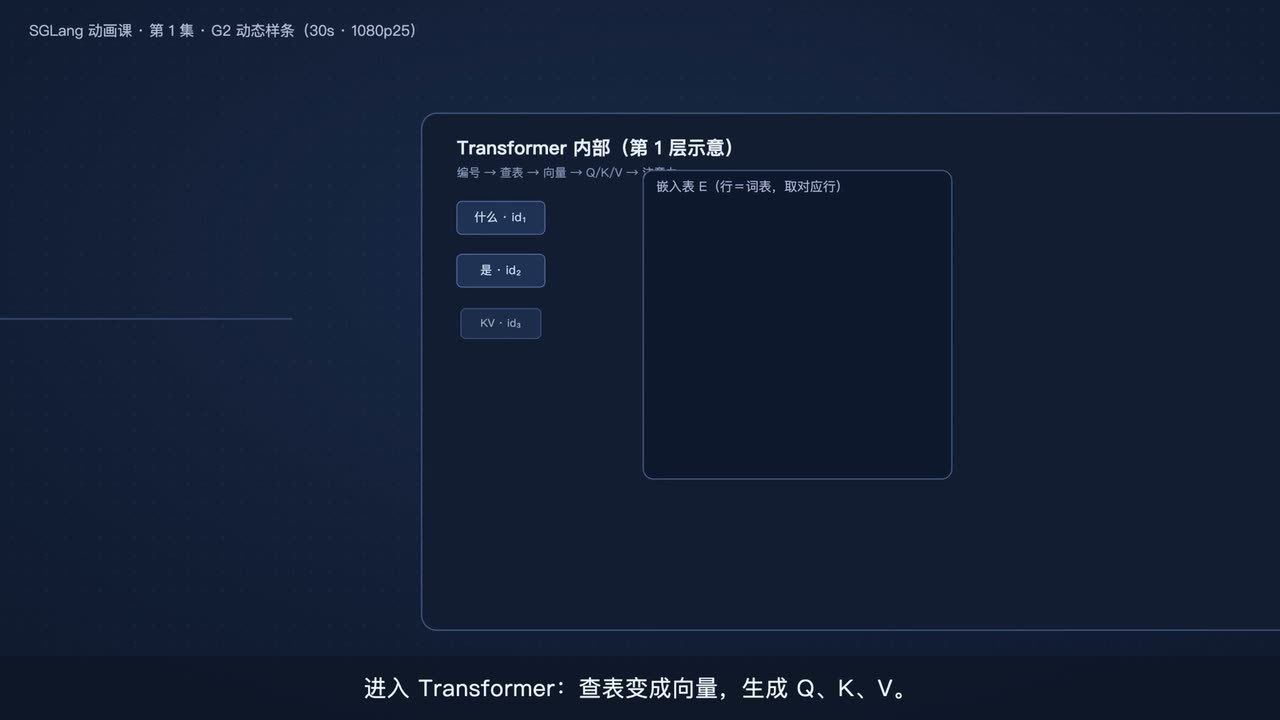 SGLang 动画课 · 第 1 集 · G2 动态样条（30s · 1080p25）
Transformer 内部（第 1 层示意）
编号 → 查表 → 向量 → Q/K/V →
嵌入表 E（行＝词表，取对应行）
什么 · id₁
是 · id₂
KV · id₃
进入 Transformer：查表变成向量，生成 Q、K、V。